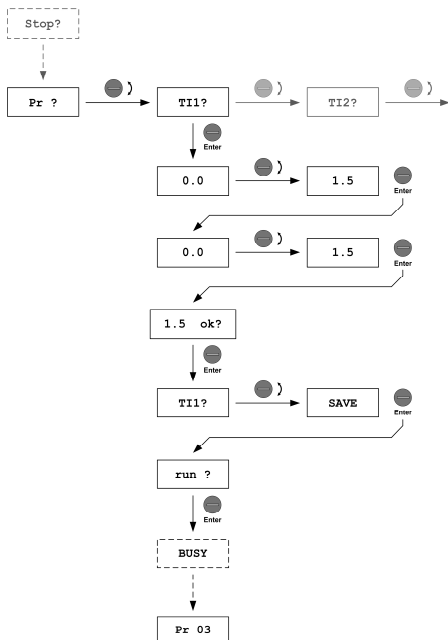 Stop?
Pr ?
TI1?
TI2?
Enter
0.0
1.5
Enter
0.0
1.5
Enter
1.5 ok?
Enter
TI1?
SAVE
Enter
run ?
Enter
BUSY
Pr 03